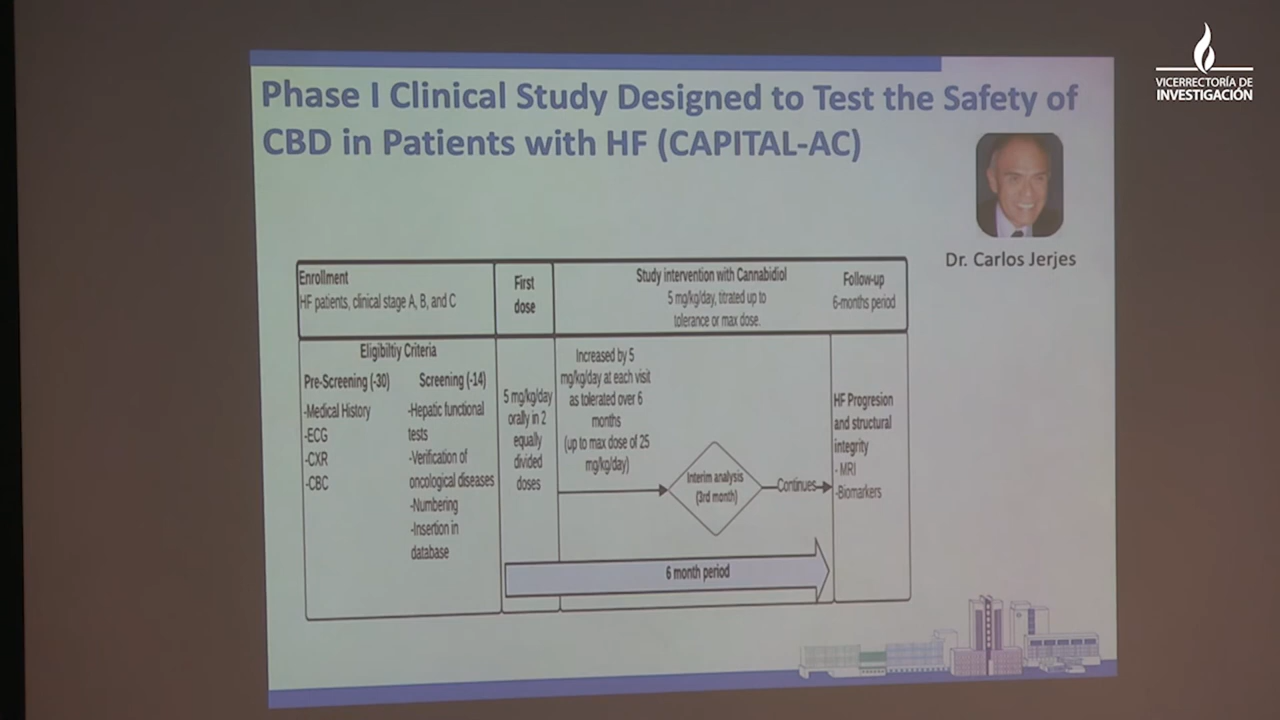 VICERRECTORÍA DE
INVESTIGACIÓN
Phase I Clinical Study Designed to Test the Safety of
CBD in Patients with HF (CAPITAL-AC)
Dr. Carlos Jerjes
Enrollment
HF patients, clinical stage A, B, and C
First
dose
Study intervention with Cannabidiol
5 mg/kg/day, titrated up to
tolerance or max dose.
Follow-up
6-months period
Eligibiltiy Criteria
Pre-Screening (-30)
-Medical History
-ECG
-CXR
-CBC
Screening (-14)
-Hepatic functional
tests
-Verification of
oncological diseases
-Numbering
-Insertion in
database
5 mg/kg/day
orally in 2
equally
divided
doses
Increased by 5
mg/kg/day at each visit
as tolerated over 6
months
(up to max dose of 25
mg/kg/day)
Interim analysis
(3rd month)
Continues
HF Progresion
and structural
integrity
- MRI
-Biomarkers
6 month period